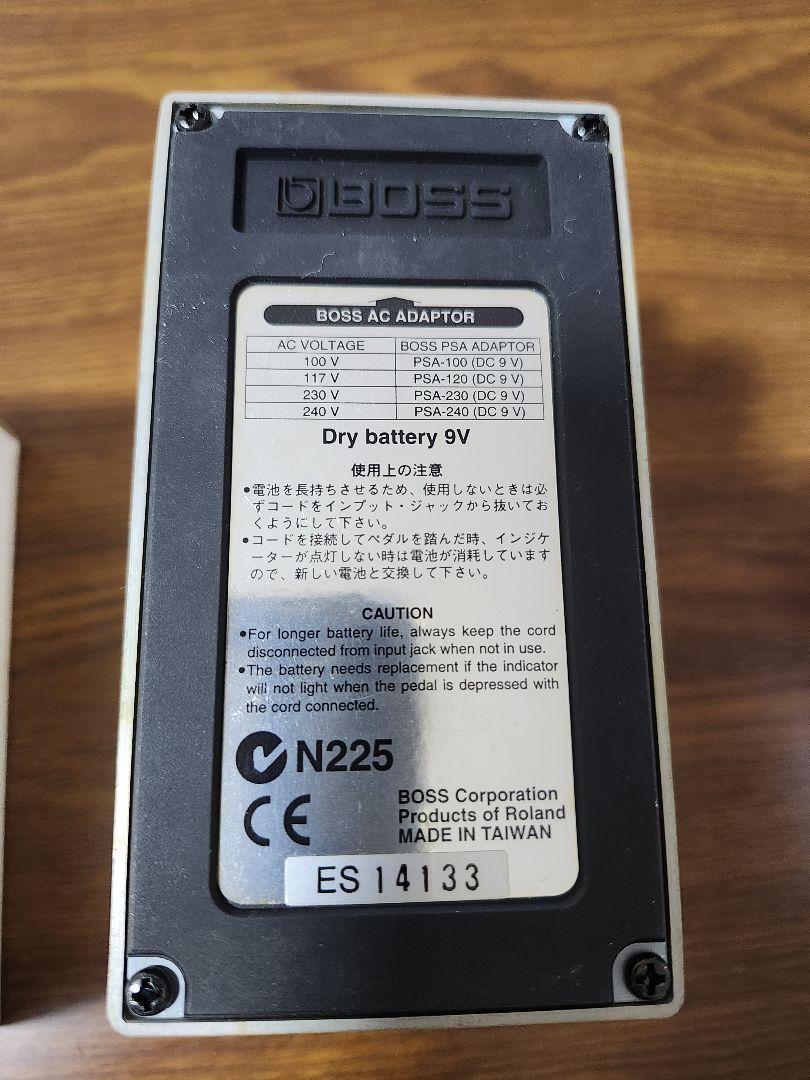 BOSS
BOSS AC ADAPTOR
AC VOLTAGE BOSS PSA ADAPTOR
100 V PSA-100 (DC 9 V)
117 V PSA-120 (DC 9 V)
230 V PSA-230 (DC 9 V)
240 V PSA-240 (DC 9 V)
Dry battery 9V
使用上の注意
●電池を長持ちさせるため、使用しないときは必
ずコードをインプット・ジャックから抜いてお
くようにして下さい。
●コードを接続してペダルを踏んだ時、インジケ
ーターが点灯しない時は電池が消耗しています
ので、新しい電池と交換して下さい。
CAUTION
●For longer battery life, always keep the cord
disconnected from input jack when not in use.
●The battery needs replacement if the indicator
will not light when the pedal is depressed with
the cord connected.
N225
CE
BOSS Corporation
Products of Roland
MADE IN TAIWAN
ES 14133